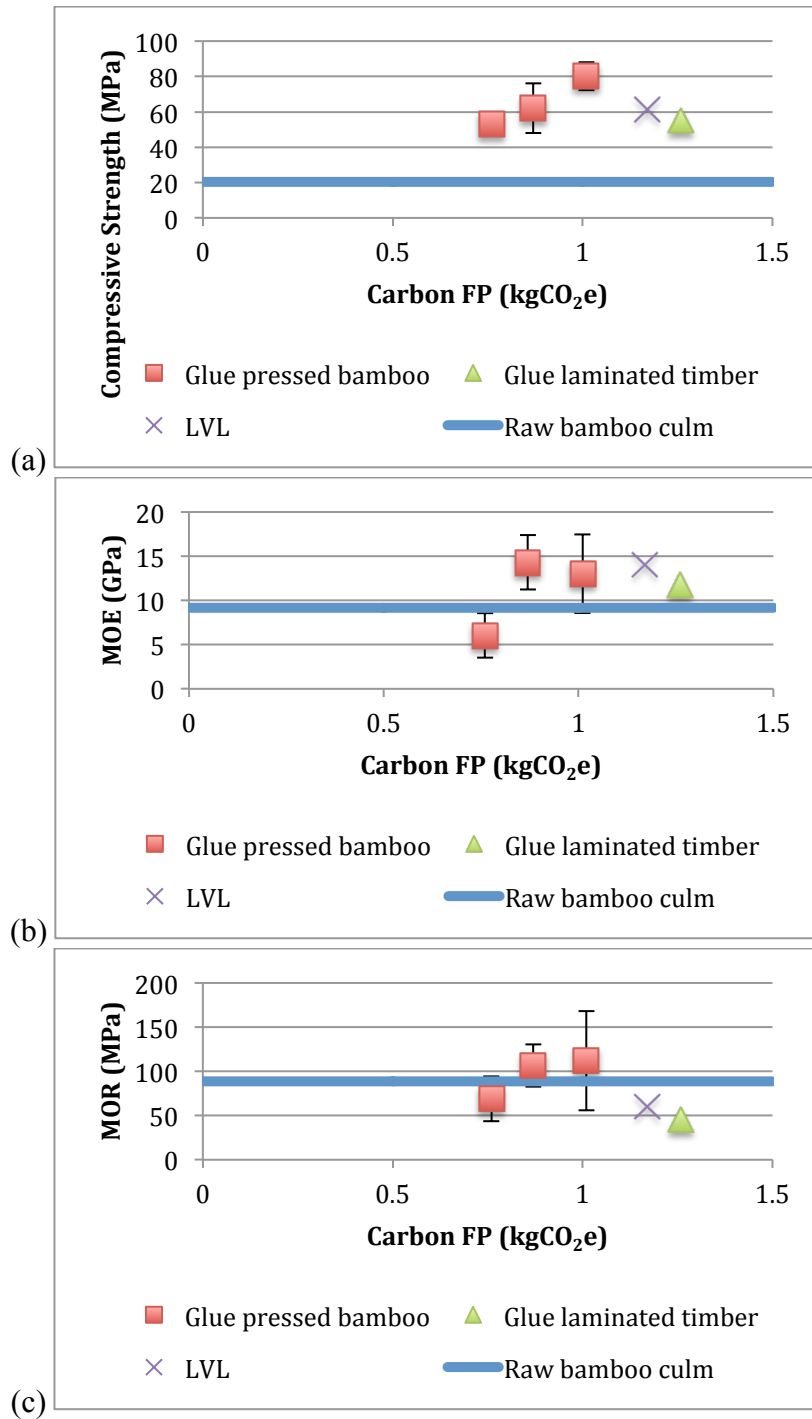 Compressive Strength (MPa)
100
80
60
40
20
0
0 0.5 1 1.5
Carbon FP (kgCO₂e)
Glue pressed bamboo Glue laminated timber
LVL Raw bamboo culm
(a)
MOE (GPa)
20
15
10
5
0
0 0.5 1 1.5
Carbon FP (kgCO₂e)
Glue pressed bamboo Glue laminated timber
LVL Raw bamboo culm
(b)
MOR (MPa)
200
150
100
50
0
0 0.5 1 1.5
Carbon FP (kgCO₂e)
Glue pressed bamboo Glue laminated timber
LVL Raw bamboo culm
(c)